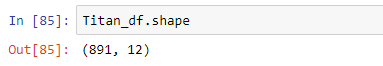 In [85]: Titan_df.shape
Out[85]: (891, 12)